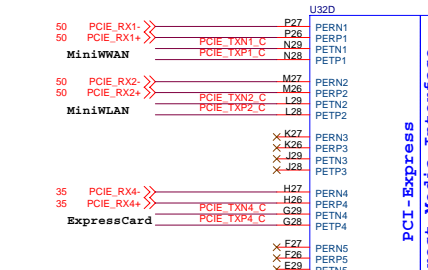 U32D
50 PCIE_RX1- P27 PERN1
50 PCIE_RX1+ P26 PERP1
PCIE_TXN1_C N29 PETN1
MiniWWAN PCIE_TXP1_C N28 PETP1
50 PCIE_RX2- M27 PERN2
50 PCIE_RX2+ M26 PERP2
PCIE_TXN2_C L29 PETN2
MiniWLAN PCIE_TXP2_C L28 PETP2
K27 PERN3
K26 PERP3
J29 PETN3
J28 PETP3
35 PCIE_RX4- H27 PERN4
35 PCIE_RX4+ H26 PERP4
PCIE_TXN4_C G29 PETN4
ExpressCard PCIE_TXP4_C G28 PETP4
F27 PERN5
F26 PERP5
E29 PETN5
PCI-Express